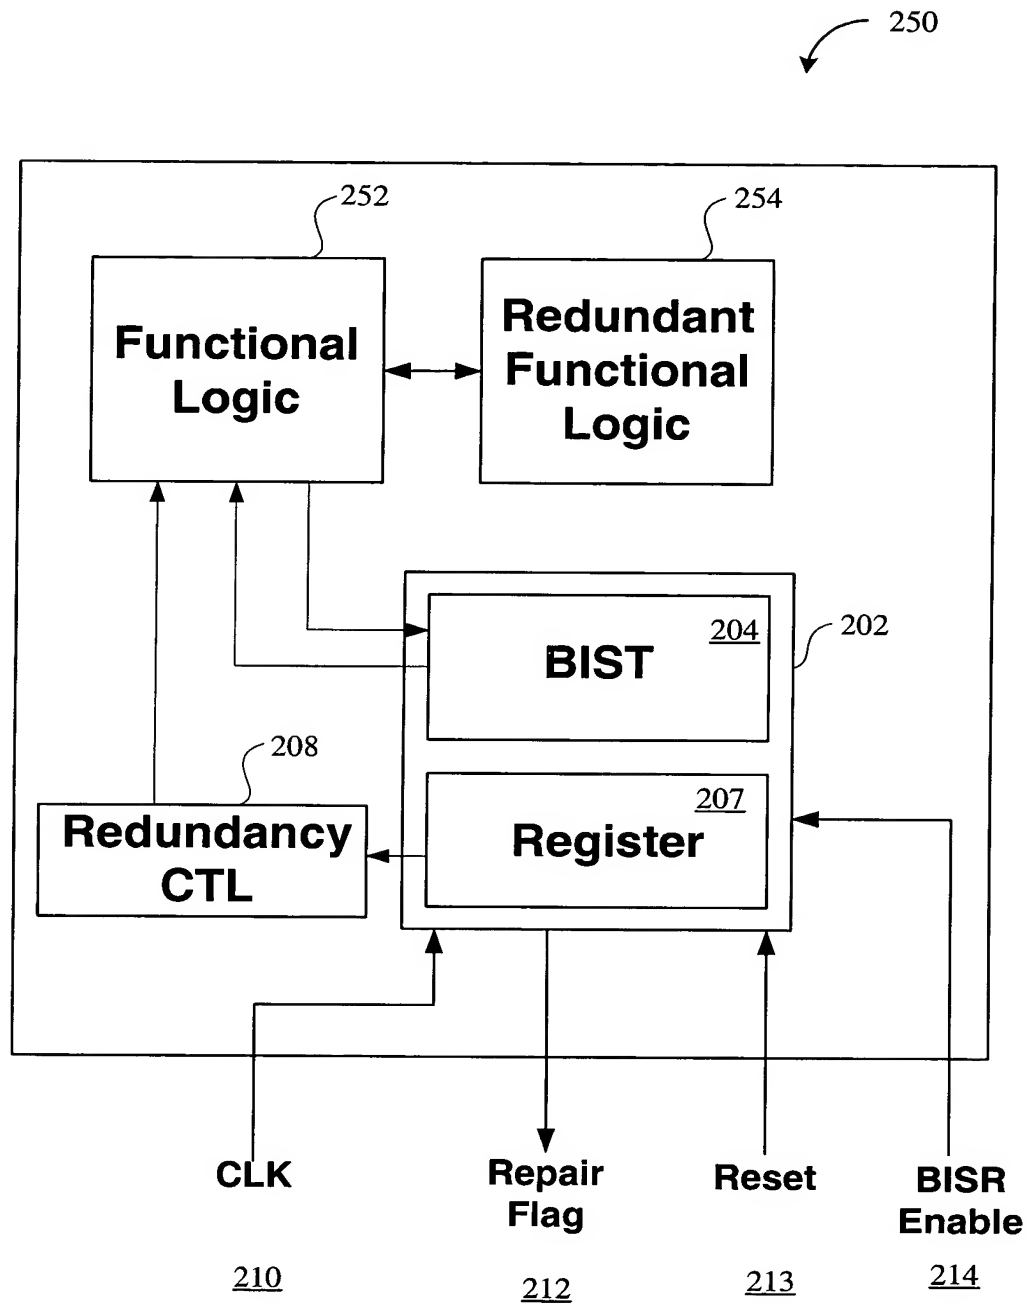 250
252
254
Functional
Logic
Redundant
Functional
Logic
204
BIST
202
208
207
Register
Redundancy
CTL
CLK
Repair
Flag
Reset
BISR
Enable
210
212
213
214